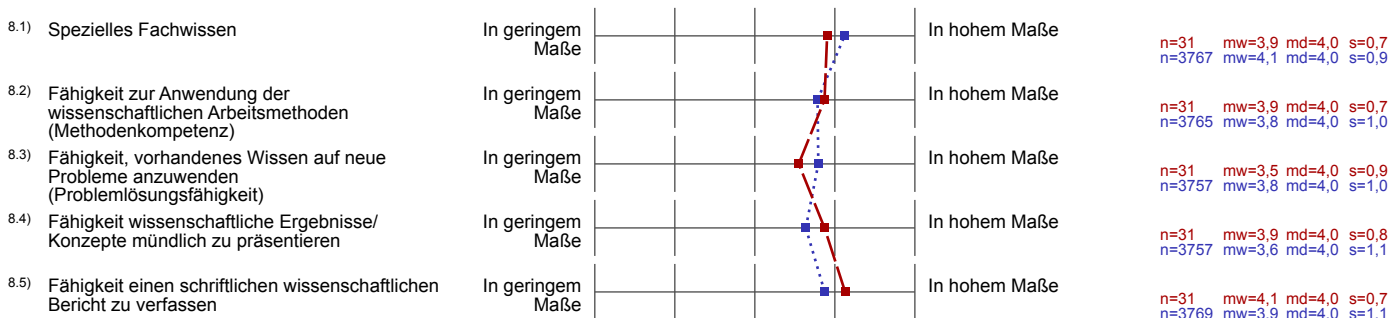 8.1) Spezielles Fachwissen
In geringem
Maße
In hohem Maße
n=31 mw=3,9 md=4,0 s=0,7
n=3767 mw=4,1 md=4,0 s=0,9
8.2) Fähigkeit zur Anwendung der
wissenschaftlichen Arbeitsmethoden
(Methodenkompetenz)
In geringem
Maße
In hohem Maße
n=31 mw=3,9 md=4,0 s=0,7
n=3765 mw=3,8 md=4,0 s=1,0
8.3) Fähigkeit, vorhandenes Wissen auf neue
Probleme anzuwenden
(Problemlösungsfähigkeit)
In geringem
Maße
In hohem Maße
n=31 mw=3,5 md=4,0 s=0,9
n=3757 mw=3,8 md=4,0 s=1,0
8.4) Fähigkeit wissenschaftliche Ergebnisse/
Konzepte mündlich zu präsentieren
In geringem
Maße
In hohem Maße
n=31 mw=3,9 md=4,0 s=0,8
n=3757 mw=3,6 md=4,0 s=1,1
8.5) Fähigkeit einen schriftlichen wissenschaftlichen
Bericht zu verfassen
In geringem
Maße
In hohem Maße
n=31 mw=4,1 md=4,0 s=0,7
n=3769 mw=3,9 md=4,0 s=1,1